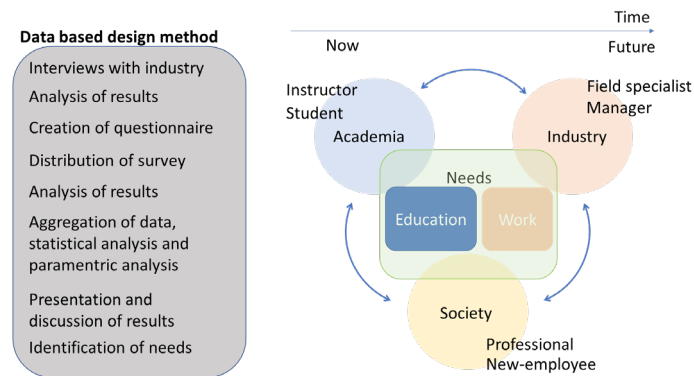 Data based design method
Interviews with industry
Analysis of results
Creation of questionnaire
Distribution of survey
Analysis of results
Aggregation of data,
statistical analysis and
paramentric analysis
Presentation and
discussion of results
Identification of needs
Time
Now
Future
Instructor
Student
Academia
Field specialist
Manager
Industry
Needs
Education
Work
Society
Professional
New-employee